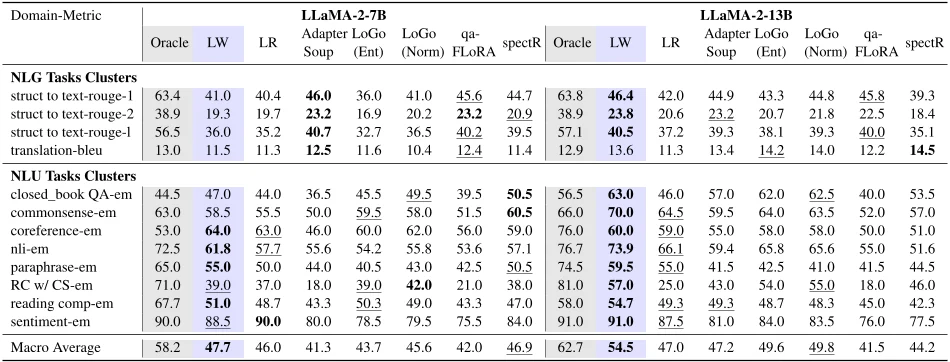 Domain-Metric LLaMA-2-7B LLaMA-2-13B
Oracle LW LR Adapter Soup LoGo (Ent) LoGo (Norm) qa-FLoRA spectR Oracle LW LR Adapter Soup LoGo (Ent) LoGo (Norm) qa-FLoRA spectR
NLG Tasks Clusters
struct to text-rouge-1 63.4 41.0 40.4 46.0 36.0 41.0 45.6 44.7 63.8 46.4 42.0 44.9 43.3 44.8 45.8 39.3
struct to text-rouge-2 38.9 19.3 19.7 23.2 16.9 20.2 23.2 20.9 38.9 23.8 20.6 23.2 20.9 21.8 22.5 18.4
struct to text-rouge-l 56.5 36.0 35.2 40.7 32.7 36.5 40.2 39.5 57.1 40.5 37.2 39.3 38.1 39.3 40.0 35.1
translation-bleu 13.0 11.5 11.3 12.5 11.6 10.4 12.4 11.4 12.9 13.6 11.3 13.4 14.2 14.0 12.2 14.5
NLU Tasks Clusters
closed_book QA-em 44.5 47.0 44.0 36.5 45.5 49.5 39.5 50.5 56.5 63.0 46.0 57.0 62.0 62.5 40.0 53.5
commonsense-em 63.0 58.5 55.5 50.0 59.5 58.0 51.5 60.5 66.0 70.0 64.5 59.5 64.0 63.5 52.0 57.0
coreference-em 53.0 64.0 63.0 46.0 60.0 62.0 56.0 59.0 76.0 60.0 59.0 55.0 58.0 58.0 50.0 51.0
nli-em 72.5 61.8 57.7 55.6 54.2 55.8 53.6 57.1 76.7 73.9 66.1 59.4 65.8 65.6 55.0 51.6
paraphrase-em 65.0 55.0 50.0 44.0 40.5 43.0 42.5 50.5 74.5 59.5 55.0 41.5 42.5 41.0 41.5 44.5
RC w/ CS-em 71.0 39.0 37.0 18.0 39.0 42.0 21.0 38.0 81.0 57.0 25.0 43.0 54.0 55.0 18.0 46.0
reading comp-em 67.7 51.0 48.7 43.3 50.3 49.0 43.3 47.0 58.0 54.7 49.3 49.3 48.7 48.3 45.0 42.3
sentiment-em 90.0 88.5 90.0 80.0 78.5 79.5 75.5 84.0 91.0 91.0 87.5 81.0 84.0 83.5 76.0 77.5
Macro Average 58.2 47.7 46.0 41.3 43.7 45.6 42.0 46.9 62.7 54.5 47.0 47.2 49.6 49.8 41.5 44.2